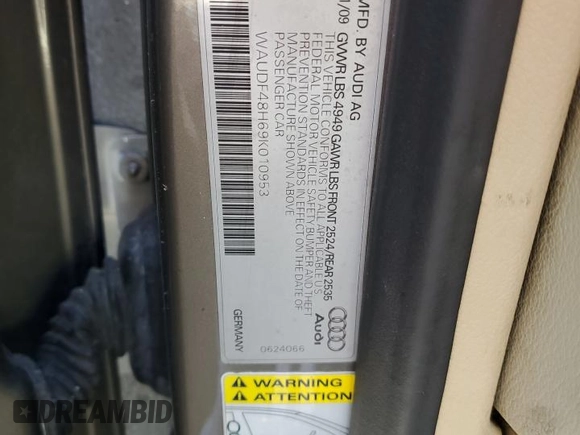 MFD. BY AUDI AG
1/09 GVWR LBS 4949 GAWR LBS FRONT 2524/REAR 2535
THIS VEHICLE CONFORMS TO ALL APPLICABLE US
FEDERAL MOTOR VEHICLE SAFETY BUMPER AND THEFT
PREVENTION STANDARDS IN EFFECT ON THE DATE OF
MANUFACTURE SHOWN ABOVE
PASSENGER CAR
WAUDF48H69K010953
Audi
GERMANY
0624066
WARNING
ATTENTION
DREAMBID